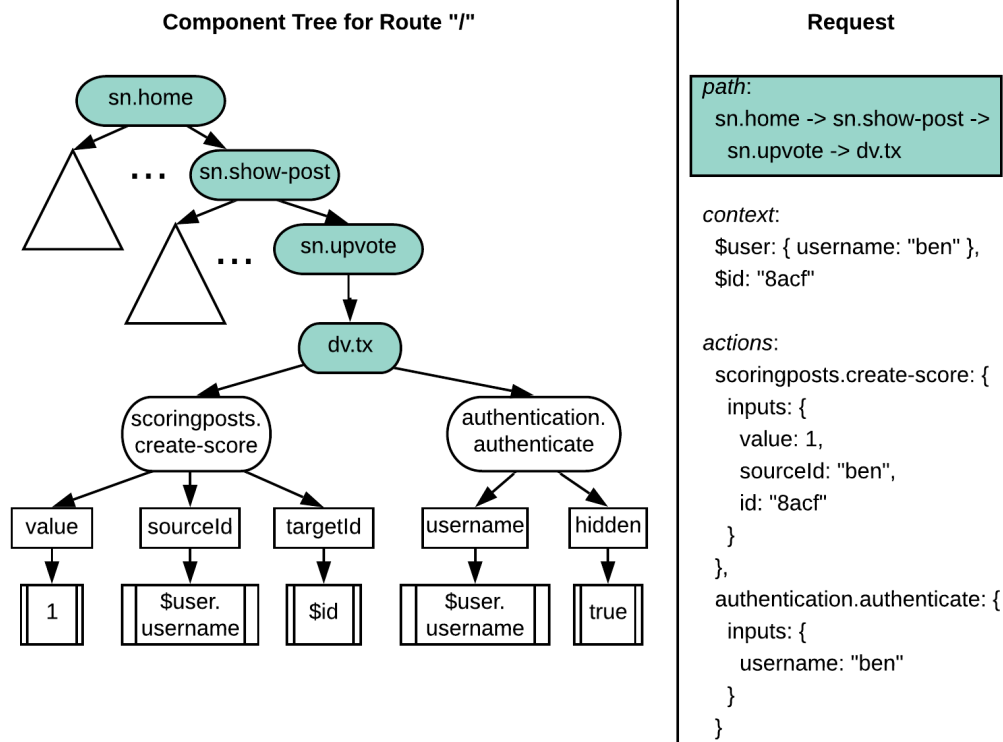 Component Tree for Route "/"
sn.home
...
sn.show-post
...
sn.upvote
dv.tx
scoringposts.
create-score
authentication.
authenticate
value
sourceId
targetId
username
hidden
1
$user.
username
$id
$user.
username
true
Request
path:
sn.home -> sn.show-post ->
sn.upvote -> dv.tx
context:
$user: { username: "ben" },
$id: "8acf"
actions:
scoringposts.create-score: {
inputs: {
value: 1,
sourceId: "ben",
id: "8acf"
}
},
authentication.authenticate: {
inputs: {
username: "ben"
}
}